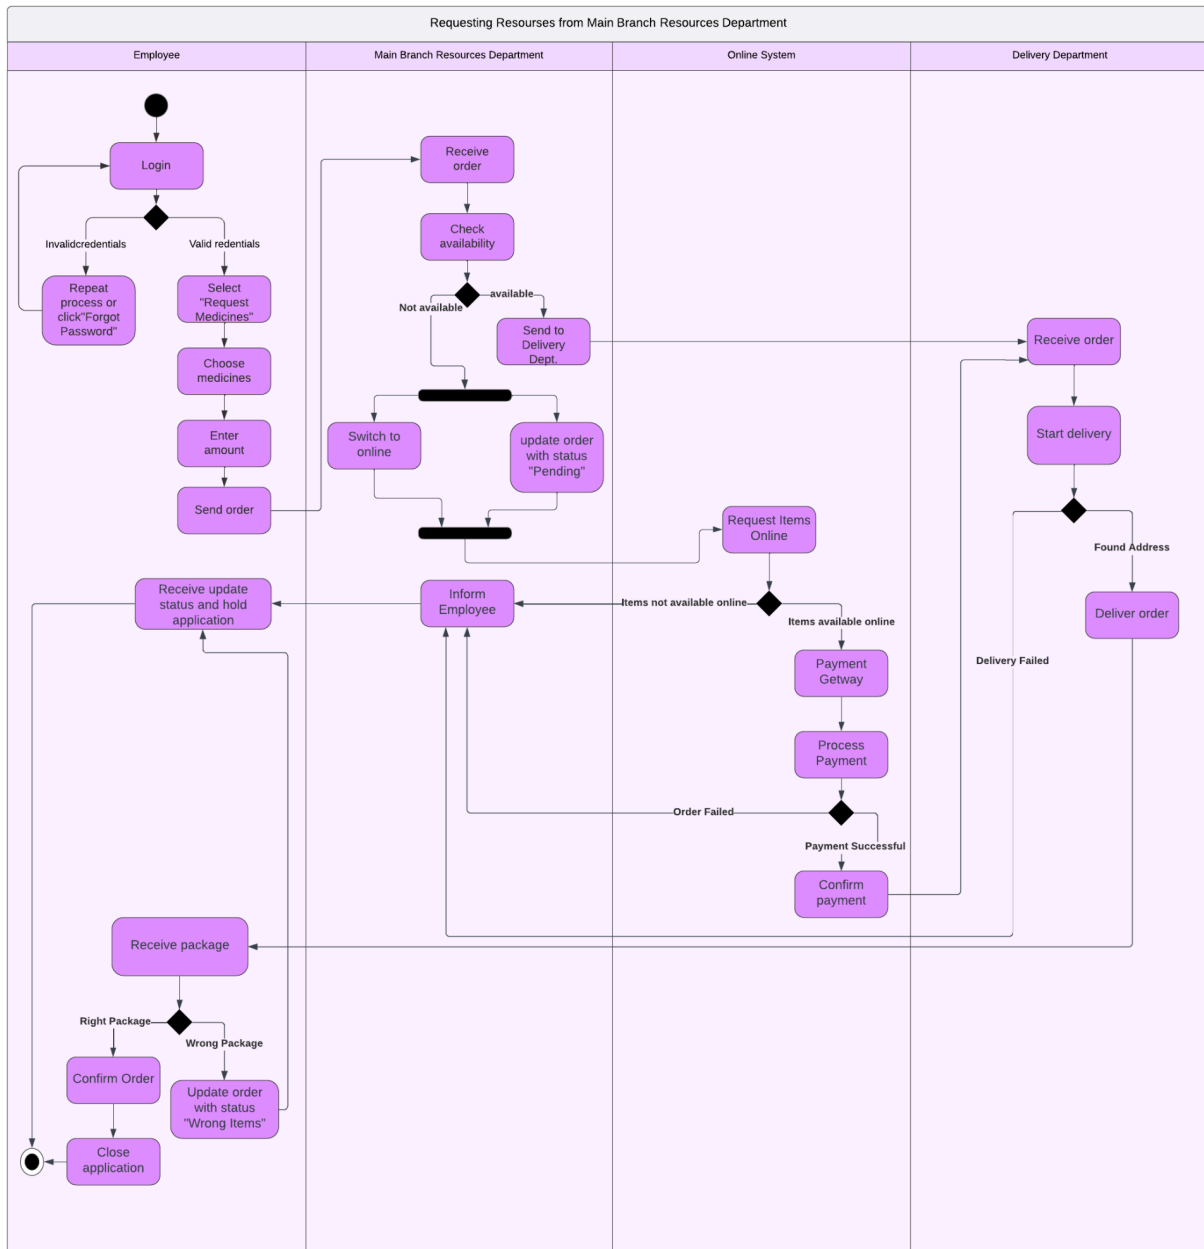 Requesting Resourses from Main Branch Resources Department
Employee
Main Branch Resources Department
Online System
Delivery Department
Login
Invalidcredentials
Valid redentials
Repeat
process or
click"Forgot
Password"
Select
"Request
Medicines"
Choose
medicines
Enter
amount
Send order
Receive
order
Check
availability
Not available
available
Send to
Delivery
Dept.
Switch to
online
update order
with status
"Pending"
Request Items
Online
Items not available online
Items available online
Inform
Employee
Receive update
status and hold
application
Payment
Getway
Process
Payment
Order Failed
Payment Successful
Confirm
payment
Receive order
Start delivery
Found Address
Deliver order
Delivery Failed
Receive package
Right Package
Wrong Package
Confirm Order
Update order
with status
"Wrong Items"
Close
application